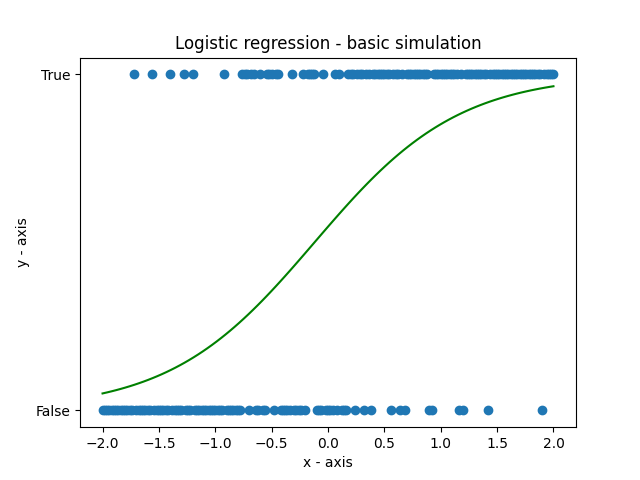 Logistic regression - basic simulation
True
y - axis
False
−2.0 −1.5 −1.0 −0.5 0.0 0.5 1.0 1.5 2.0
x - axis